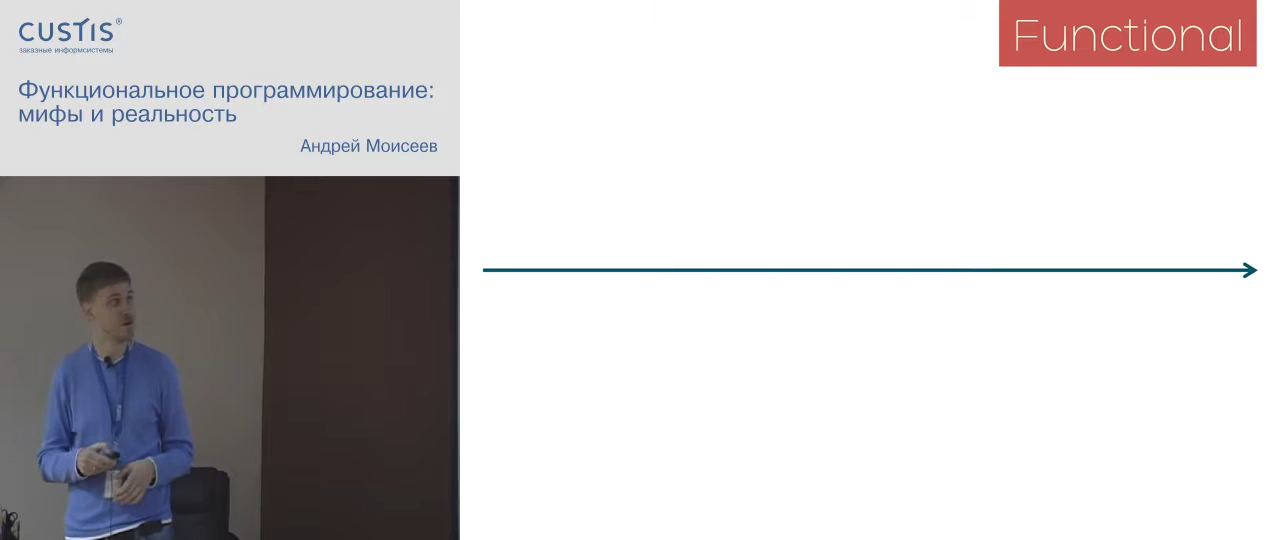 CUSTIS®
заказные информсистемы
Функциональное программирование:
мифы и реальность
Андрей Моисеев
Functional